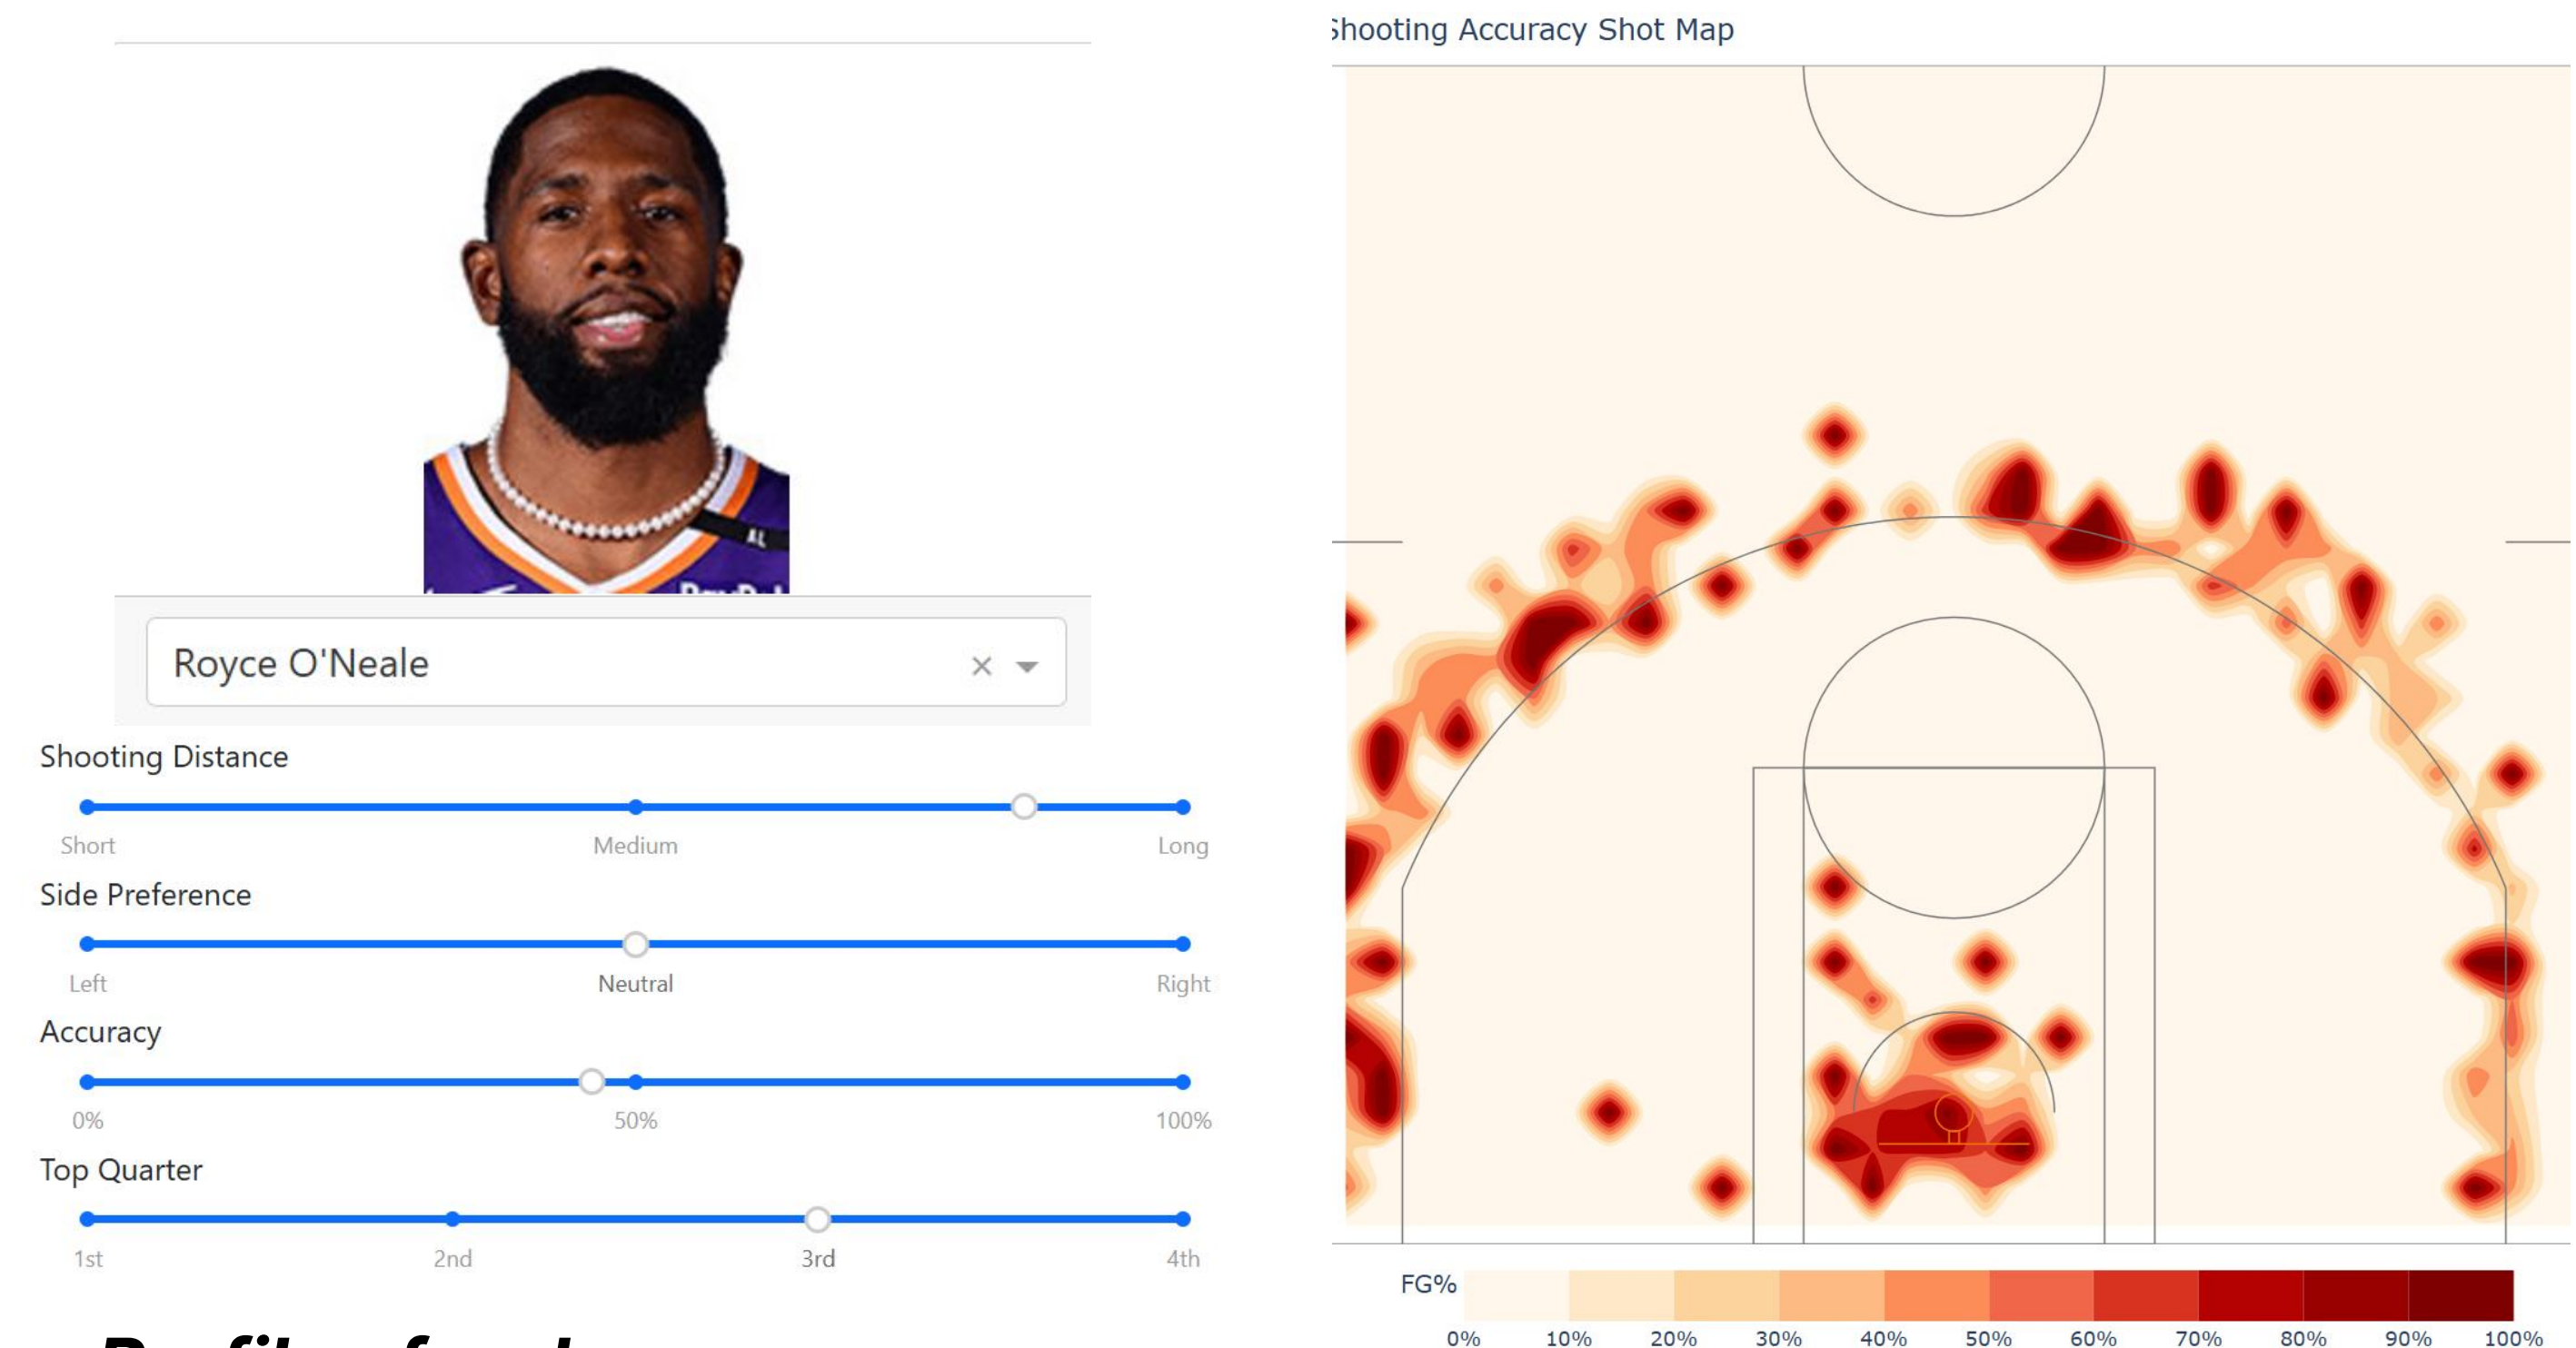 Shooting Accuracy Shot Map
AL
Royce O'Neale
Shooting Distance
Short Medium Long
Side Preference
Left Neutral Right
Accuracy
0% 50% 100%
Top Quarter
1st 2nd 3rd 4th
FG%
0% 10% 20% 30% 40% 50% 60% 70% 80% 90% 100%